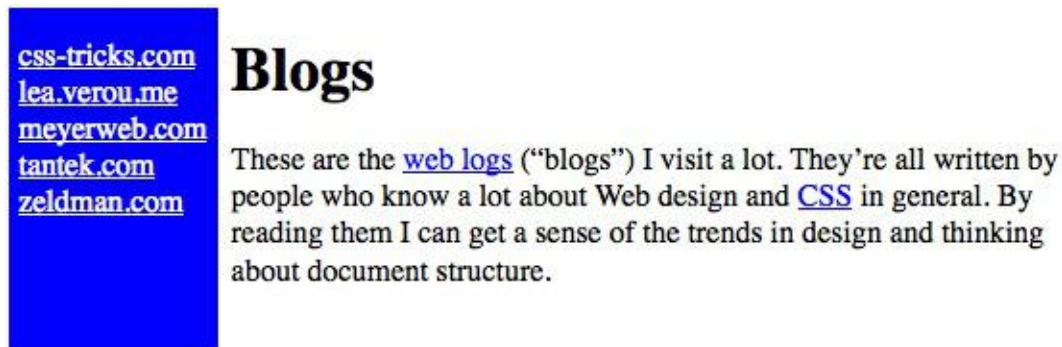 css-tricks.com
lea.verou.me
meyerweb.com
tantek.com
zeldman.com
Blogs
These are the web logs (“blogs”) I visit a lot. They’re all written by
people who know a lot about Web design and CSS in general. By
reading them I can get a sense of the trends in design and thinking
about document structure.